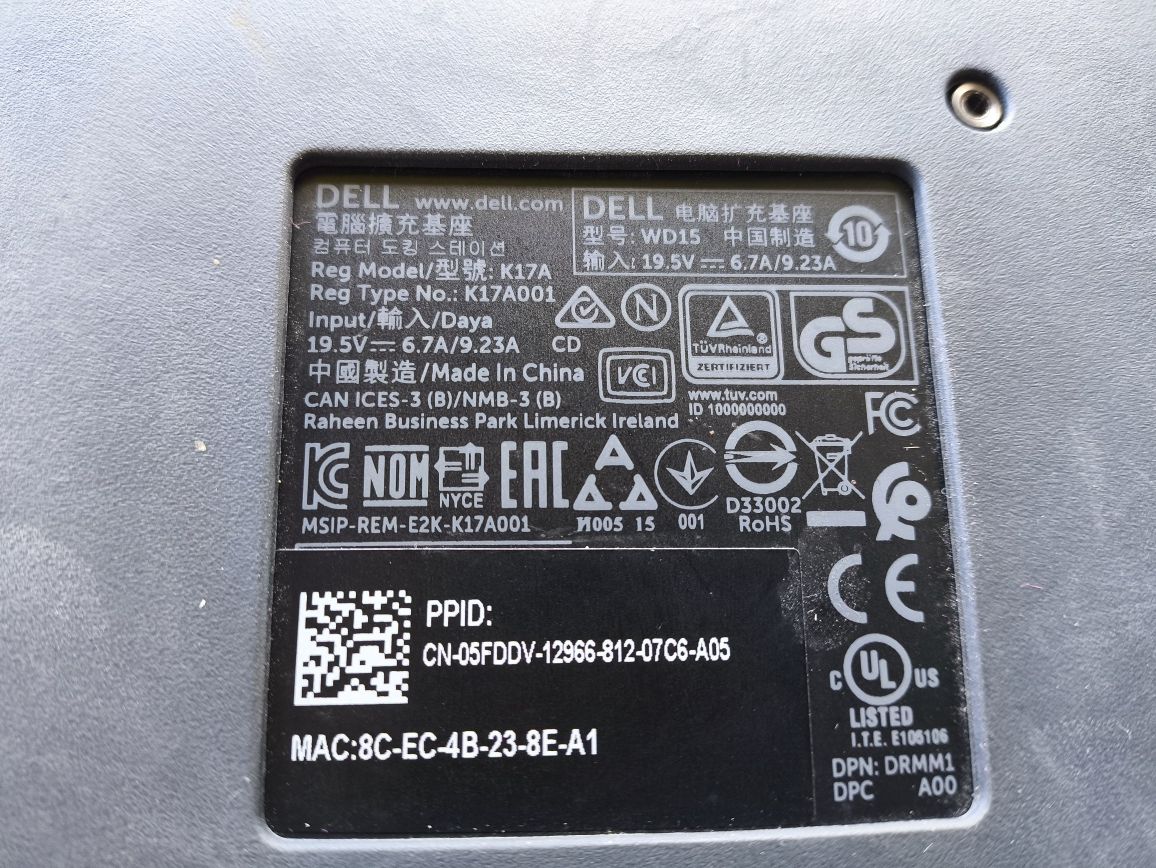 DELL www.dell.com
電腦擴充基座
컴퓨터 도킹 스테이션
Reg Model/型號: K17A
Reg Type No.: K17A001
Input/輸入/Daya
19.5V⎓ 6.7A/9.23A CD
中國製造/Made In China
CAN ICES-3 (B)/NMB-3 (B)
Raheen Business Park Limerick Ireland
DELL 电脑扩充基座
型号: WD15 中国制造
输入: 19.5V⎓ 6.7A/9.23A
10
N
VCI
TÜVRheinland
ZERTIFIZIERT
GS
geprüfte
Sicherheit
www.tuv.com
ID 1000000000
FC
KC NOM NYCE EAC
MSIP-REM-E2K-K17A001
И005 15
001
D33002
RoHS
CE
PPID:
CN-05FDDV-12966-812-07C6-A05
MAC:8C-EC-4B-23-8E-A1
C UL US
LISTED
I.T.E. E106106
DPN: DRMM1
DPC A00